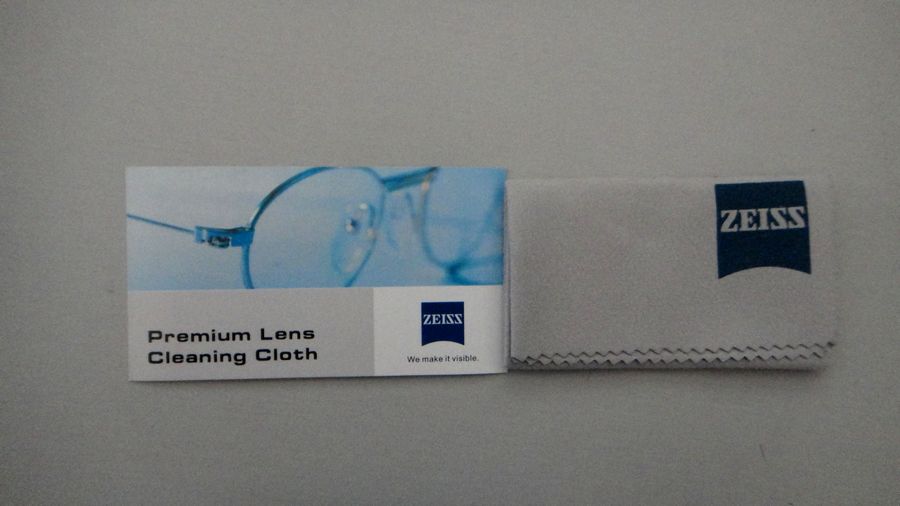 Premium Lens
Cleaning Cloth
ZEISS
We make it visible.
ZEISS